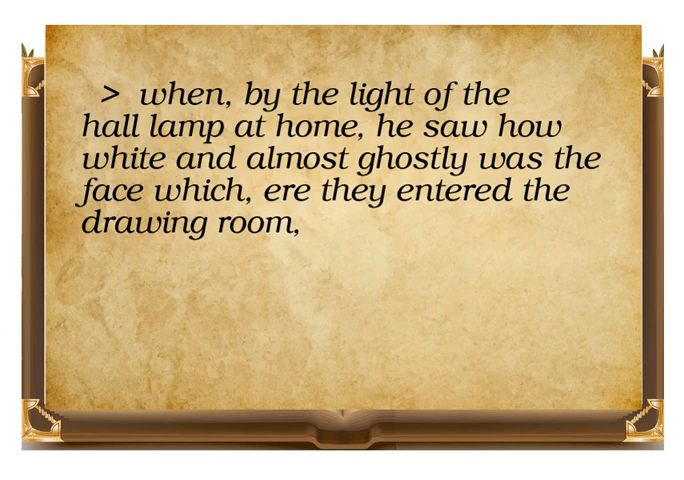 > when, by the light of the
hall lamp at home, he saw how
white and almost ghostly was the
face which, ere they entered the
drawing room,